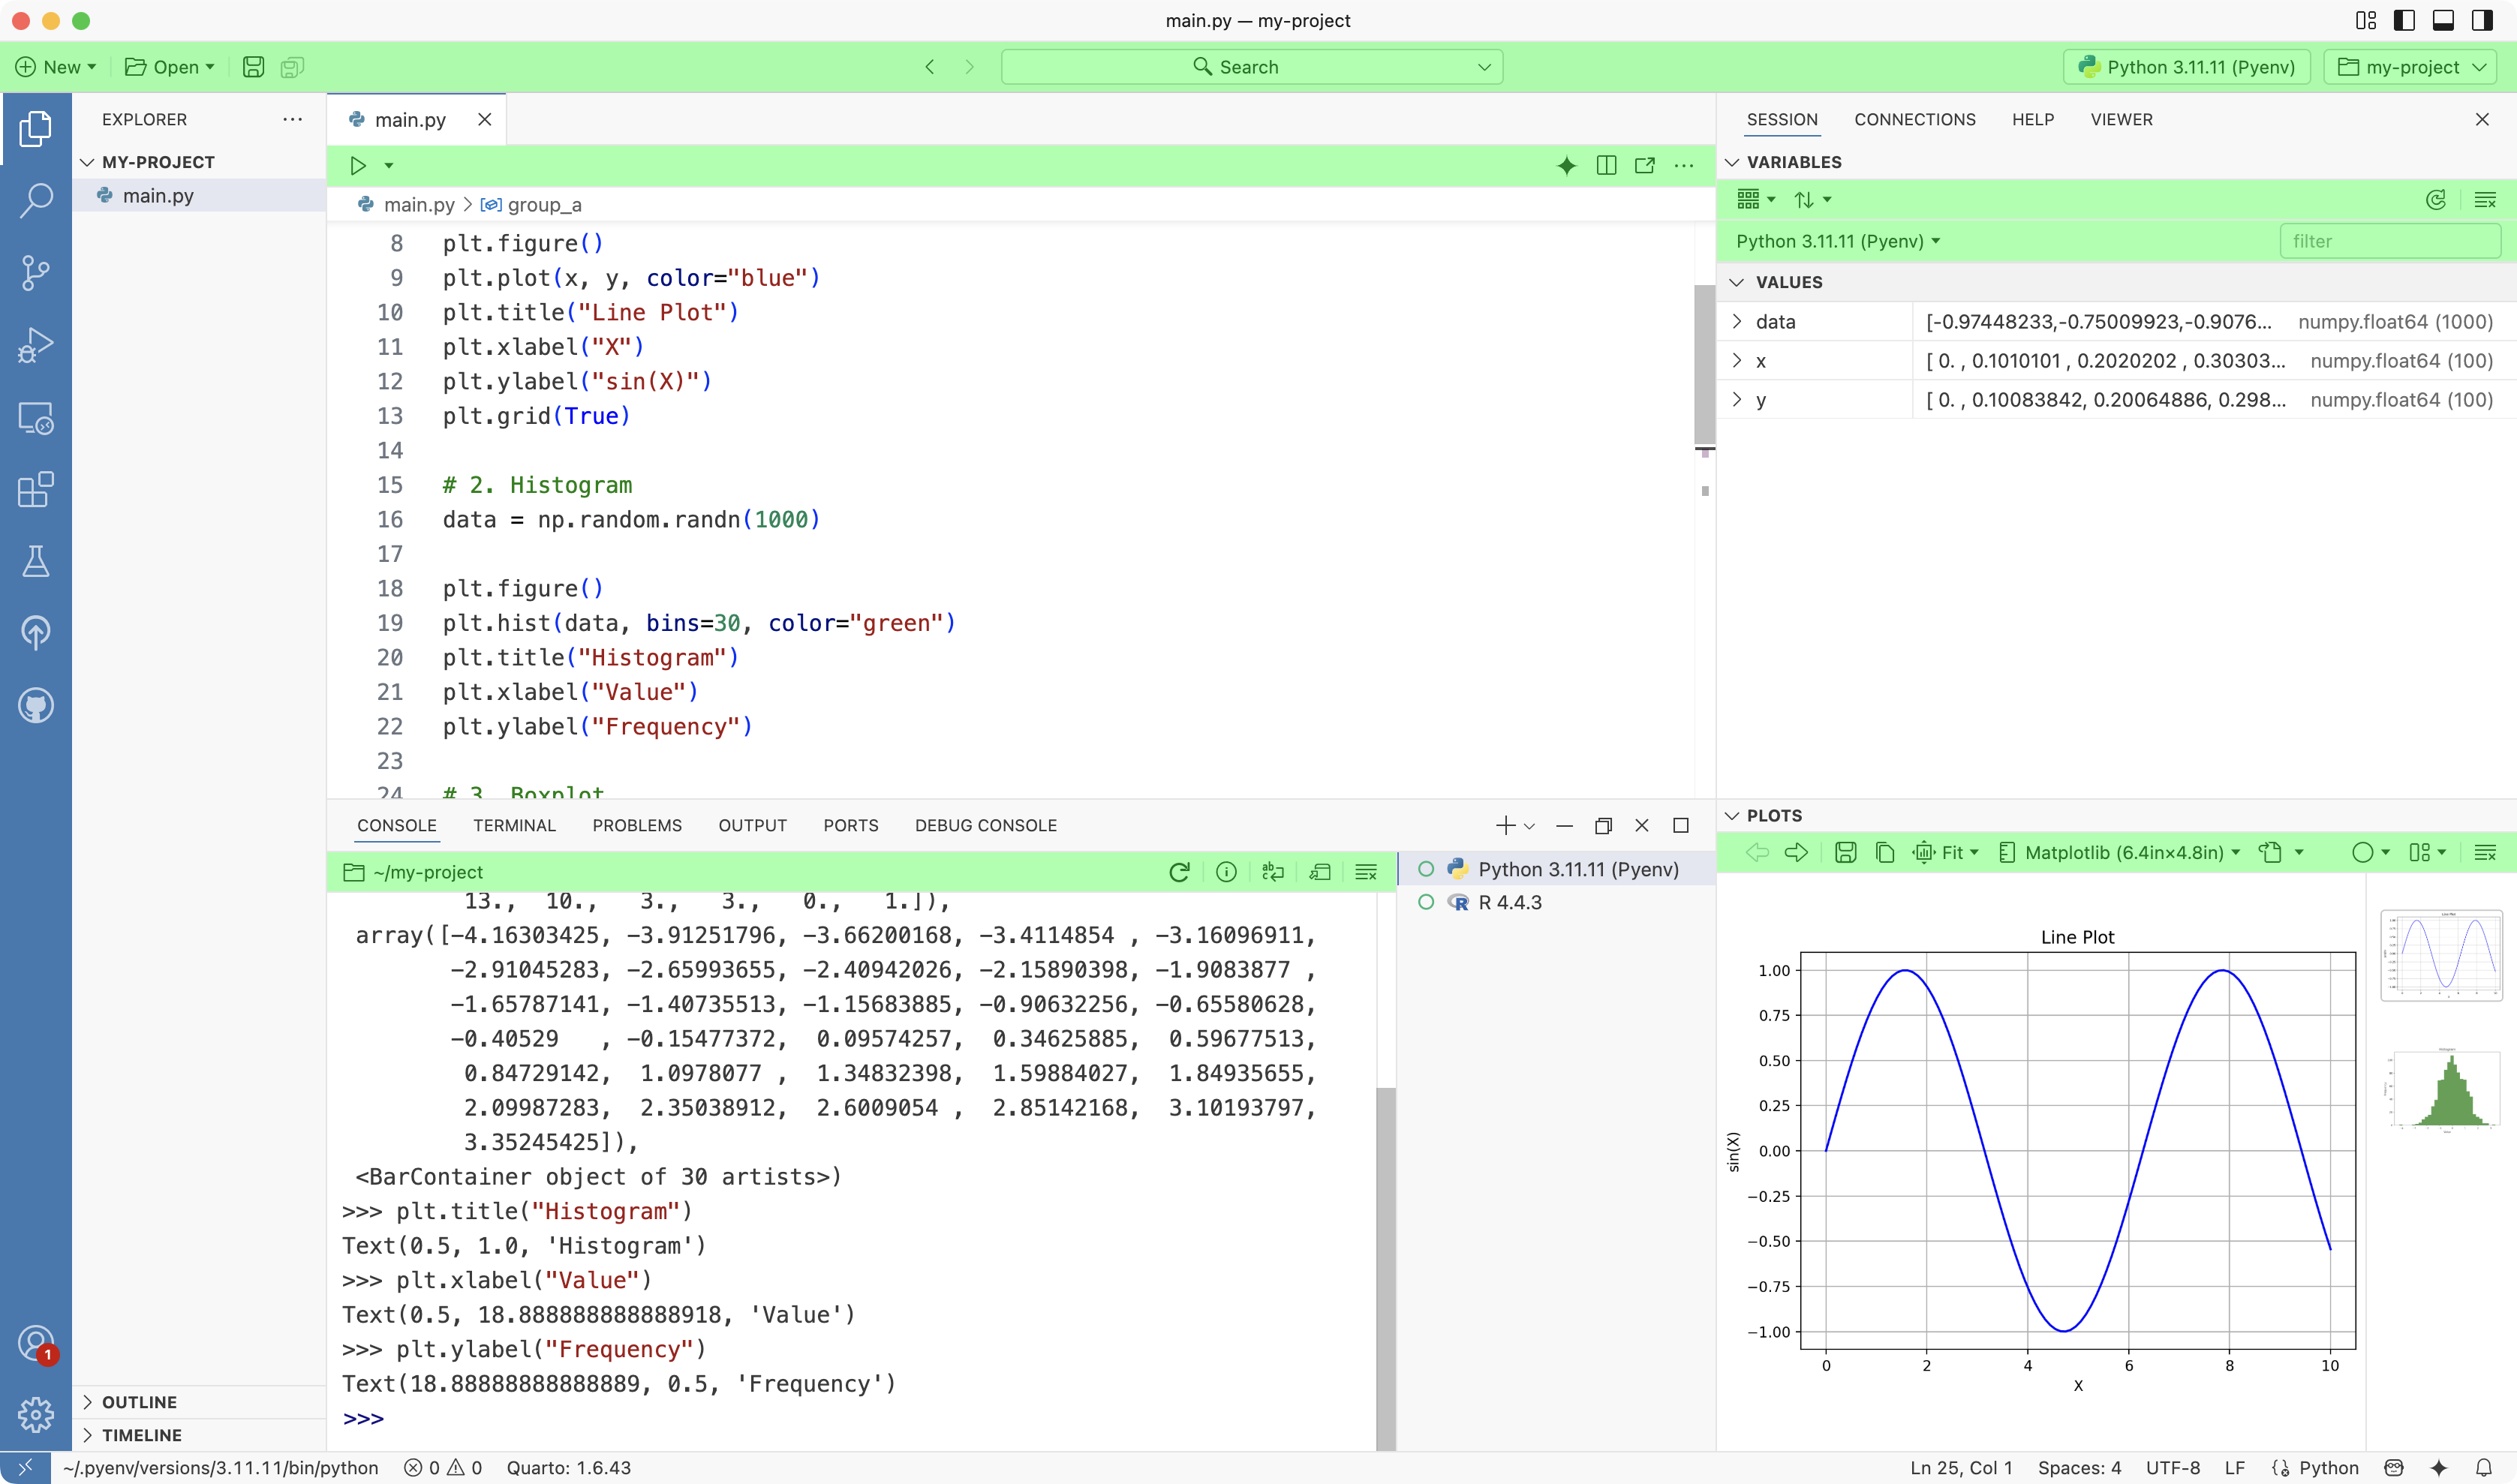 main.py — my-project
New
Open
Search
Python 3.11.11 (Pyenv)
my-project
EXPLORER
MY-PROJECT
main.py
OUTLINE
TIMELINE
main.py
main.py
group_a
8 plt.figure()
9 plt.plot(x, y, color="blue")
10 plt.title("Line Plot")
11 plt.xlabel("X")
12 plt.ylabel("sin(X)")
13 plt.grid(True)
14
15 # 2. Histogram
16 data = np.random.randn(1000)
17
18 plt.figure()
19 plt.hist(data, bins=30, color="green")
20 plt.title("Histogram")
21 plt.xlabel("Value")
22 plt.ylabel("Frequency")
23
24 # 3. Boxplot
CONSOLE TERMINAL PROBLEMS OUTPUT PORTS DEBUG CONSOLE
~/my-project
13., 10., 3., 3., 0., 1.]),
array([-4.16303425, -3.91251796, -3.66200168, -3.4114854 , -3.16096911,
-2.91045283, -2.65993655, -2.40942026, -2.15890398, -1.9083877 ,
-1.65787141, -1.40735513, -1.15683885, -0.90632256, -0.65580628,
-0.40529   , -0.15477372, 0.09574257, 0.34625885, 0.59677513,
0.84729142, 1.0978077 , 1.34832398, 1.59884027, 1.84935655,
2.09987283, 2.35038912, 2.6009054 , 2.85142168, 3.10193797,
3.35245425]),
<BarContainer object of 30 artists>)
>>> plt.title("Histogram")
Text(0.5, 1.0, 'Histogram')
>>> plt.xlabel("Value")
Text(0.5, 18.888888888888918, 'Value')
>>> plt.ylabel("Frequency")
Text(18.88888888888889, 0.5, 'Frequency')
>>>
Python 3.11.11 (Pyenv)
R 4.4.3
SESSION CONNECTIONS HELP VIEWER
VARIABLES
Python 3.11.11 (Pyenv)
filter
VALUES
data [-0.97448233,-0.75009923,-0.9076... numpy.float64 (1000)
x [ 0. , 0.1010101 , 0.2020202 , 0.30303... numpy.float64 (100)
y [ 0. , 0.10083842, 0.20064886, 0.298... numpy.float64 (100)
PLOTS
Fit
Matplotlib (6.4in×4.8in)
Line Plot
1.00
0.75
0.50
0.25
0.00
−0.25
−0.50
−0.75
−1.00
sin(X)
0 2 4 6 8 10
X
1
~/.pyenv/versions/3.11.11/bin/python
0
0
Quarto: 1.6.43
Ln 25, Col 1
Spaces: 4
UTF-8
LF
Python